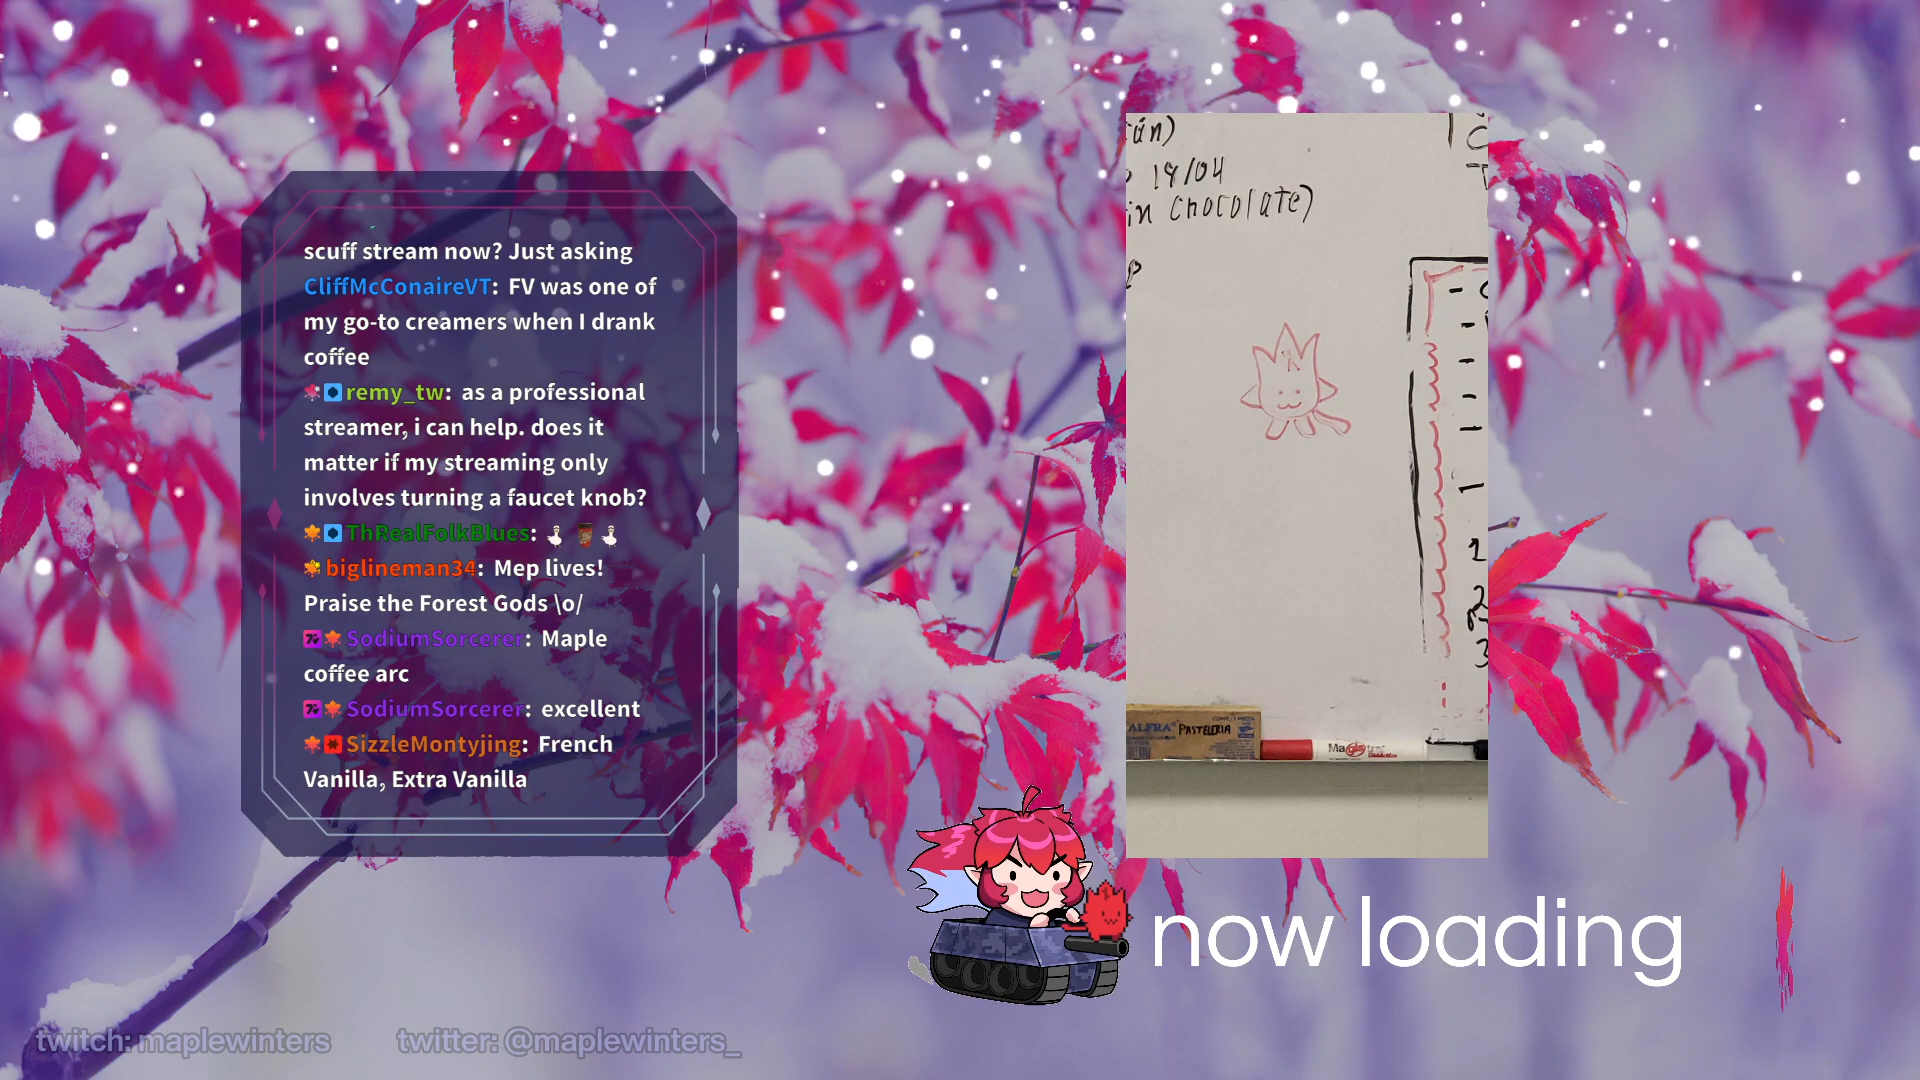 scuff stream now? Just asking
CliffMcConaireVT: FV was one of
my go-to creamers when I drank
coffee
remy_tw: as a professional
streamer, i can help. does it
matter if my streaming only
involves turning a faucet knob?
ThRealFolkBlues:
biglineman34: Mep lives!
Praise the Forest Gods \o/
SodiumSorcerer: Maple
coffee arc
SodiumSorcerer: excellent
SizzleMontyjing: French
Vanilla, Extra Vanilla
19/04
chocolate)
ALFRA PASTELERIA
now loading
twitch: maplewinters
twitter: @maplewinters_